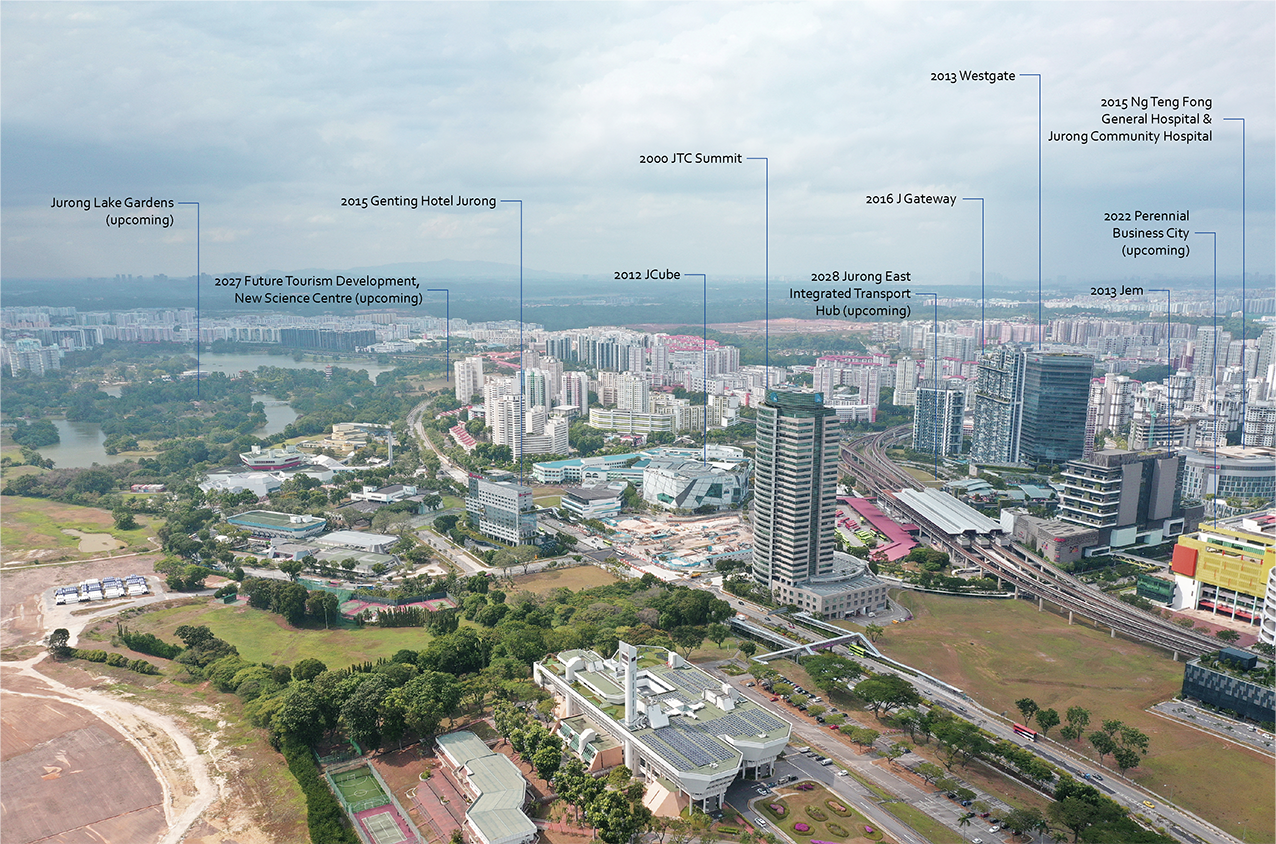 2013 Westgate
2015 Ng Teng Fong
General Hospital &
Jurong Community Hospital
2000 JTC Summit
Jurong Lake Gardens
(upcoming)
2015 Genting Hotel Jurong
2016 J Gateway
2022 Perennial
Business City
(upcoming)
2027 Future Tourism Development,
New Science Centre (upcoming)
2012 JCube
2028 Jurong East
Integrated Transport
Hub (upcoming)
2013 Jem